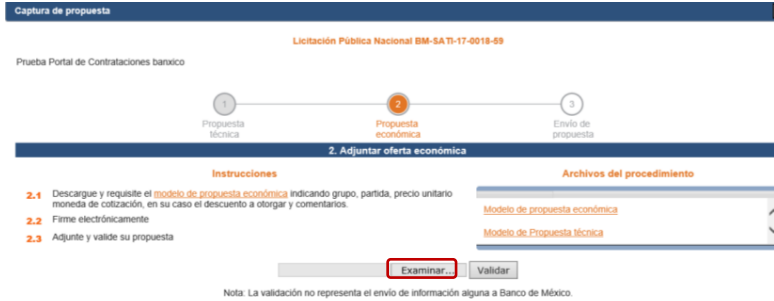 Captura de propuesta
Licitación Pública Nacional BM-SATI-17-0018-59
Prueba Portal de Contrataciones banxico
1
2
3
Propuesta técnica
Propuesta económica
Envío de propuesta
2. Adjuntar oferta económica
Instrucciones
2.1 Descargue y requisite el modelo de propuesta económica indicando grupo, partida, precio unitario
moneda de cotización, en su caso el descuento a otorgar y comentarios.
2.2 Firme electrónicamente
2.3 Adjunte y valide su propuesta
Archivos del procedimiento
Modelo de propuesta económica
Modelo de Propuesta técnica
Examinar... Validar
Nota: La validación no representa el envío de información alguna a Banco de México.